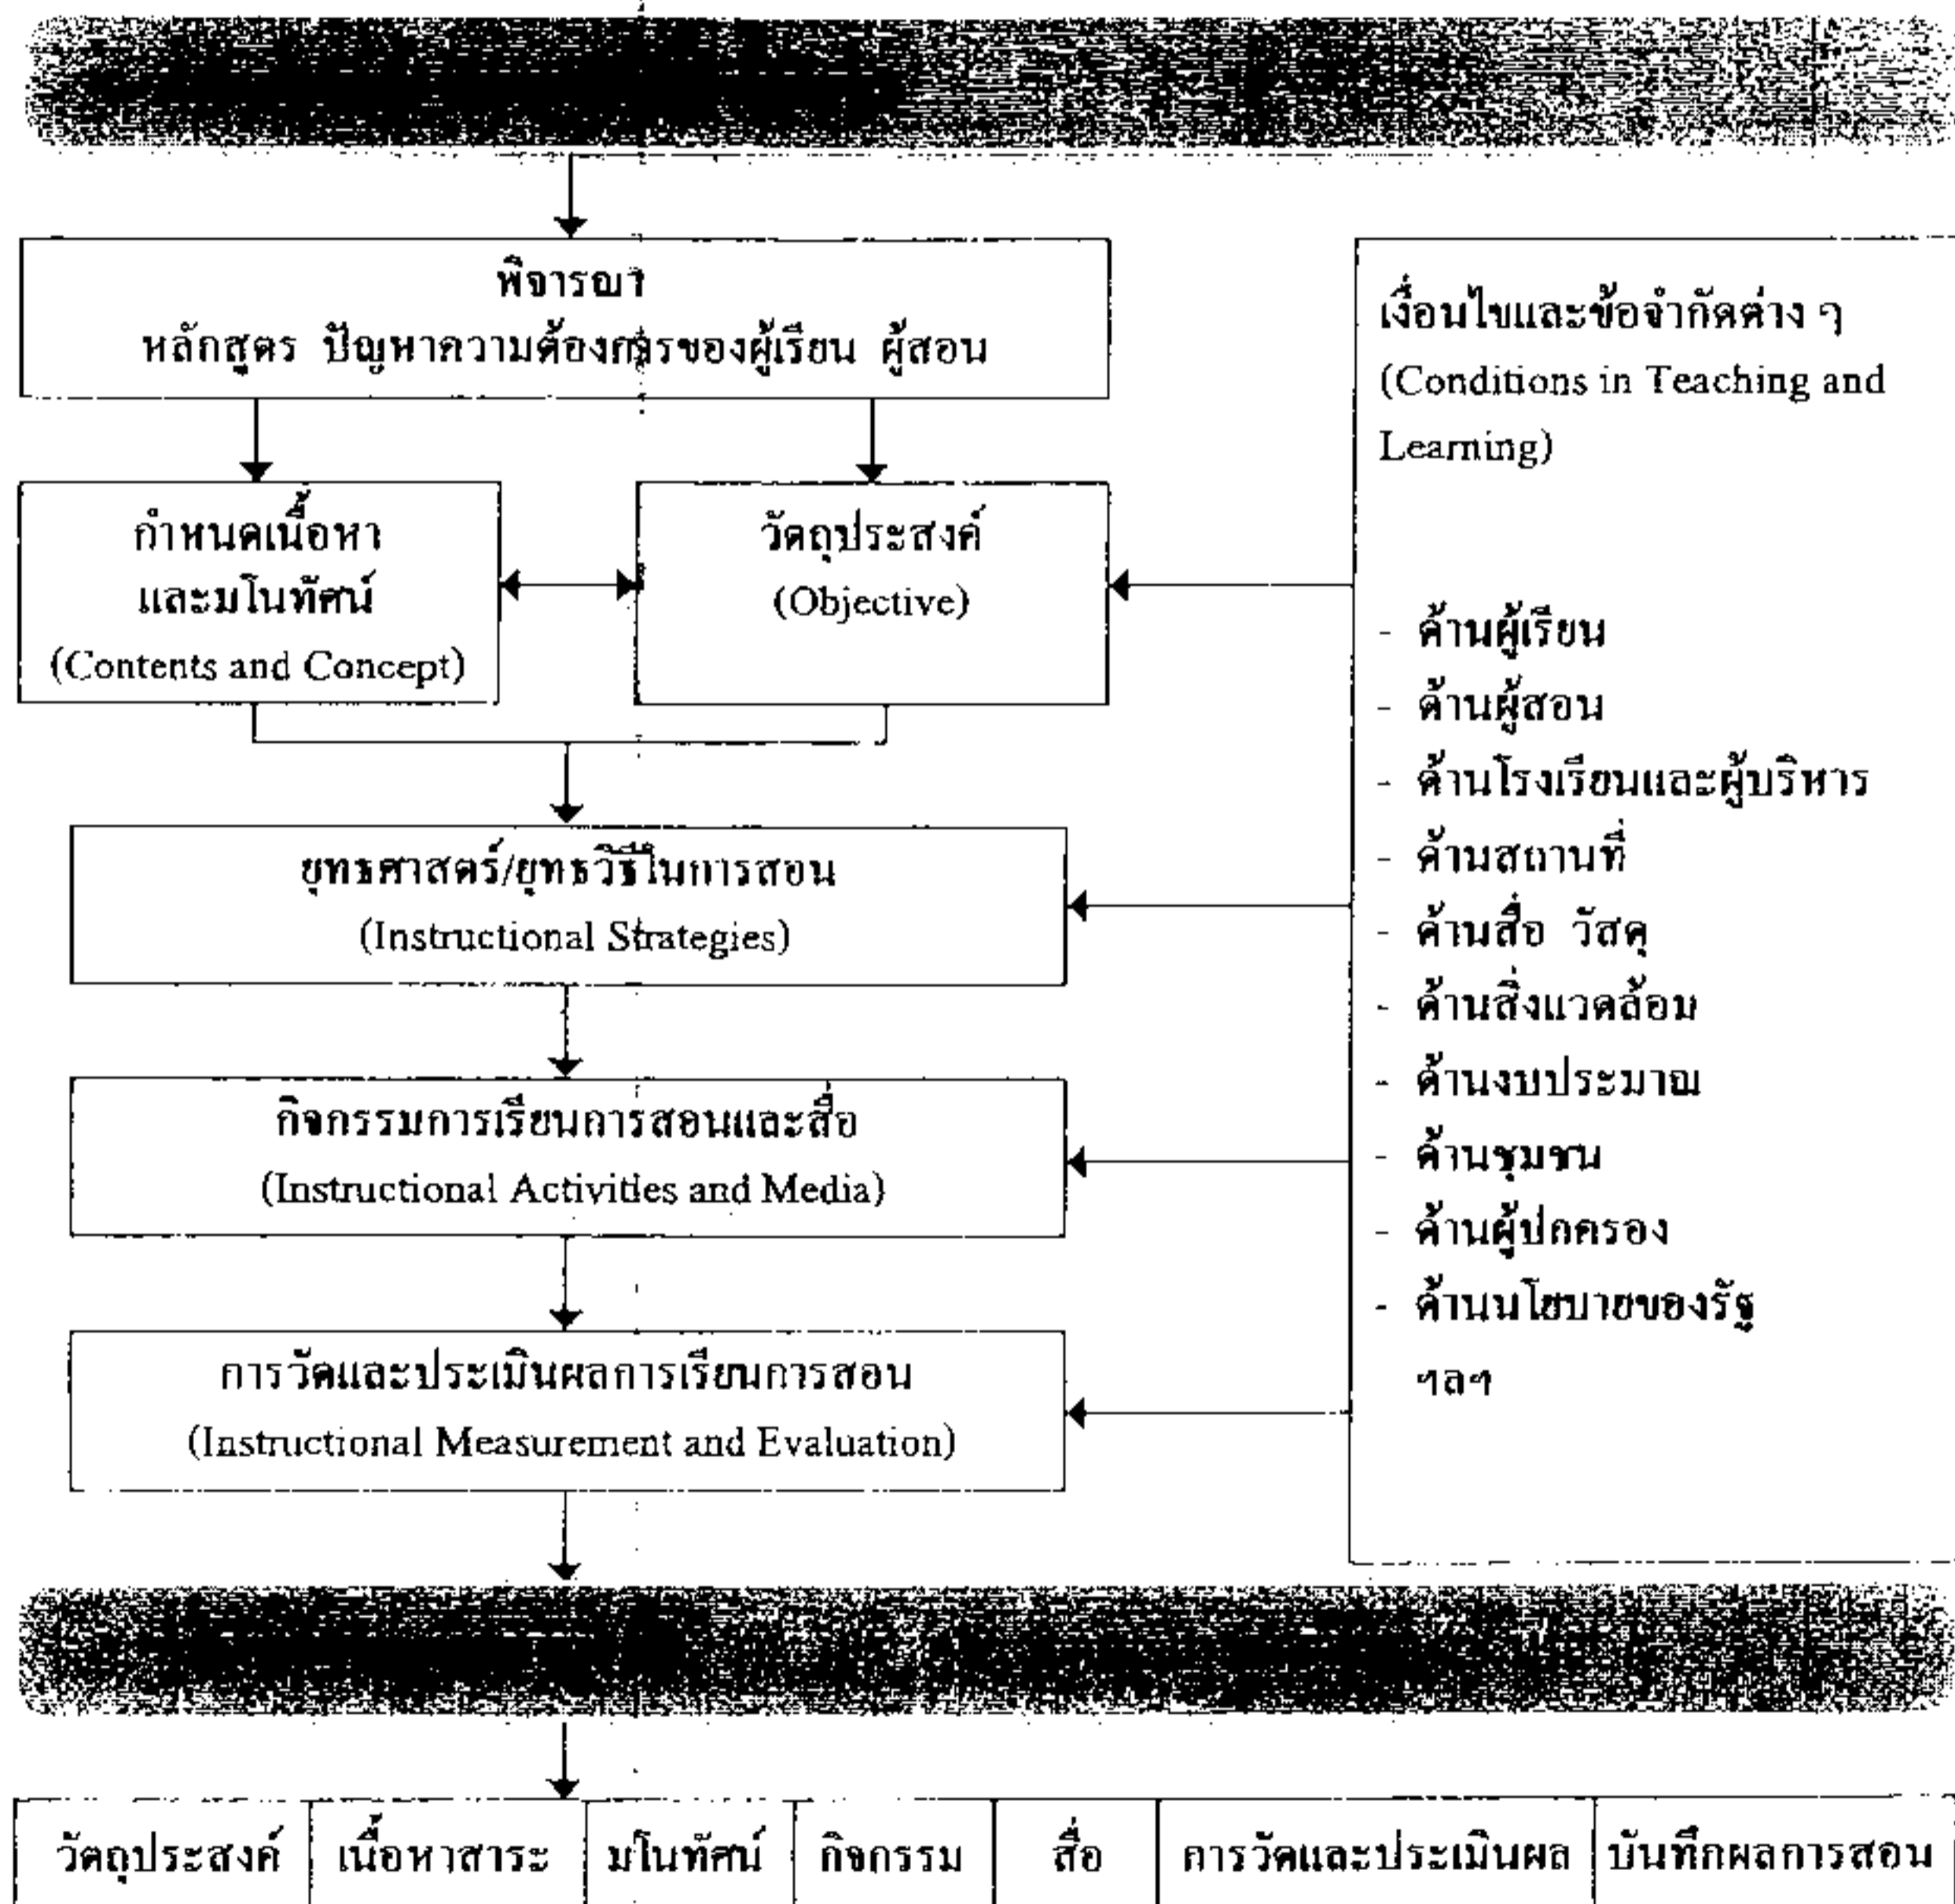 พิจารณา
หลักสูตร ปัญหาความต้องการของผู้เรียน ผู้สอน
กำหนดเนื้อหา
และมโนทัศน์
(Contents and Concept)
วัตถุประสงค์
(Objective)
ยุทธศาสตร์/ยุทธวิธีในการสอน
(Instructional Strategies)
กิจกรรมการเรียนการสอนและสื่อ
(Instructional Activities and Media)
การวัดและประเมินผลการเรียนการสอน
(Instructional Measurement and Evaluation)
เงื่อนไขและข้อจำกัดต่าง ๆ
(Conditions in Teaching and
Learning)
- ด้านผู้เรียน
- ด้านผู้สอน
- ด้านโรงเรียนและผู้บริหาร
- ด้านสถานที่
- ด้านสื่อ วัสดุ
- ด้านสิ่งแวดล้อม
- ด้านงบประมาณ
- ด้านชุมชน
- ด้านผู้ปกครอง
- ด้านนโยบายของรัฐ
ฯลฯ
วัตถุประสงค์ เนื้อหาสาระ มโนทัศน์ กิจกรรม สื่อ การวัดและประเมินผล บันทึกผลการสอน